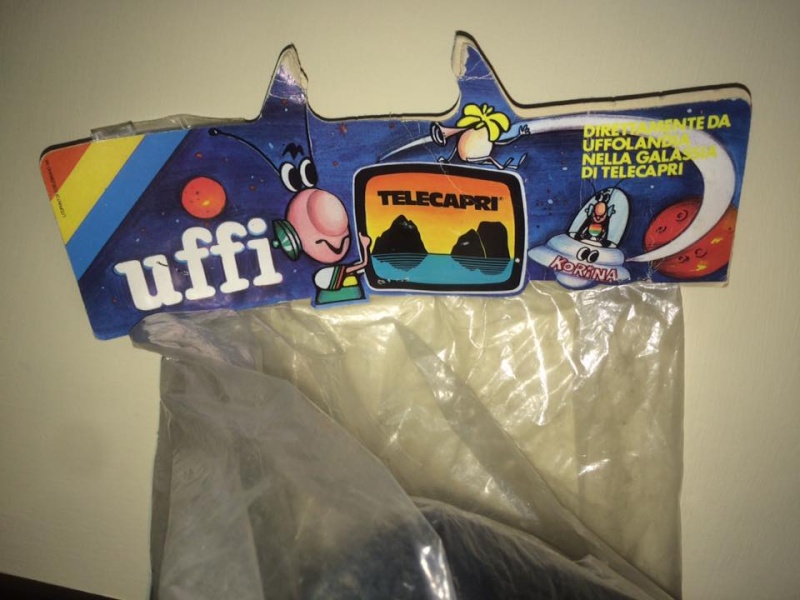 uffi
TELECAPRI
DIRETTAMENTE DA
UFFOLANDIA
NELLA GALASSIA
DI TELECAPRI
KORINA